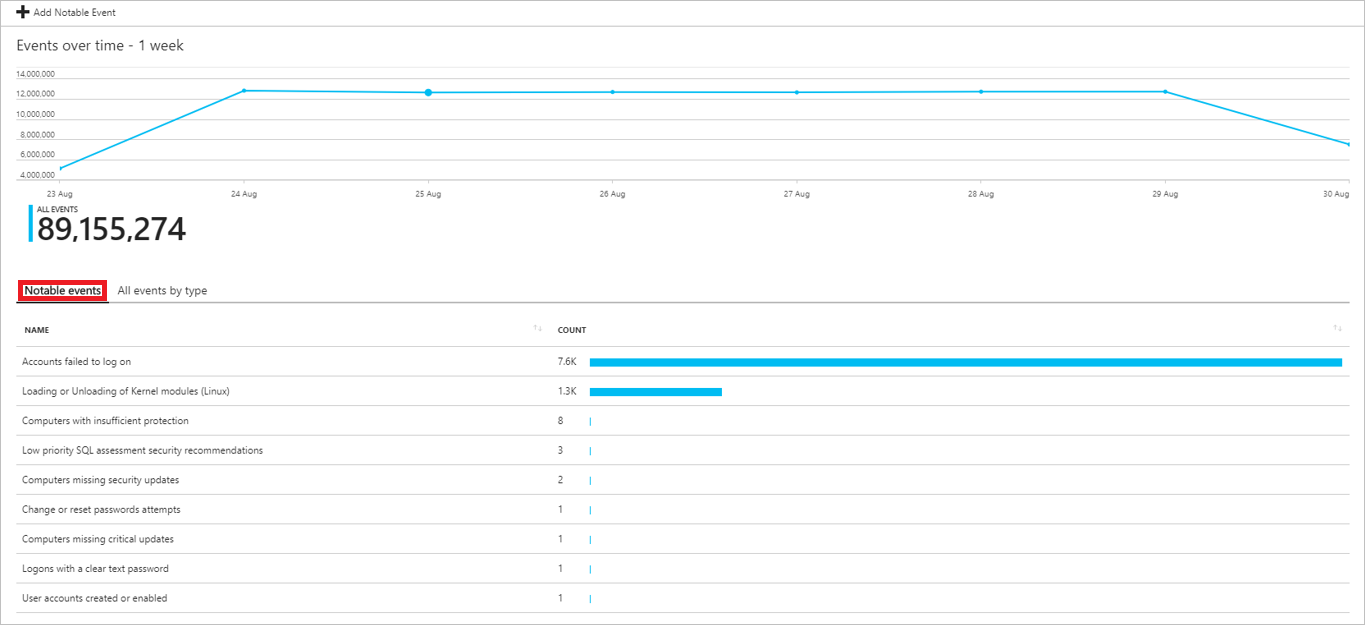 Add Notable Event
Events over time - 1 week
14,000,000
12,000,000
10,000,000
8,000,000
6,000,000
4,000,000
23 Aug 24 Aug 25 Aug 26 Aug 27 Aug 28 Aug 29 Aug 30 Aug
ALL EVENTS
89,155,274
Notable events All events by type
NAME COUNT
Accounts failed to log on 7.6K
Loading or Unloading of Kernel modules (Linux) 1.3K
Computers with insufficient protection 8
Low priority SQL assessment security recommendations 3
Computers missing security updates 2
Change or reset passwords attempts 1
Computers missing critical updates 1
Logons with a clear text password 1
User accounts created or enabled 1